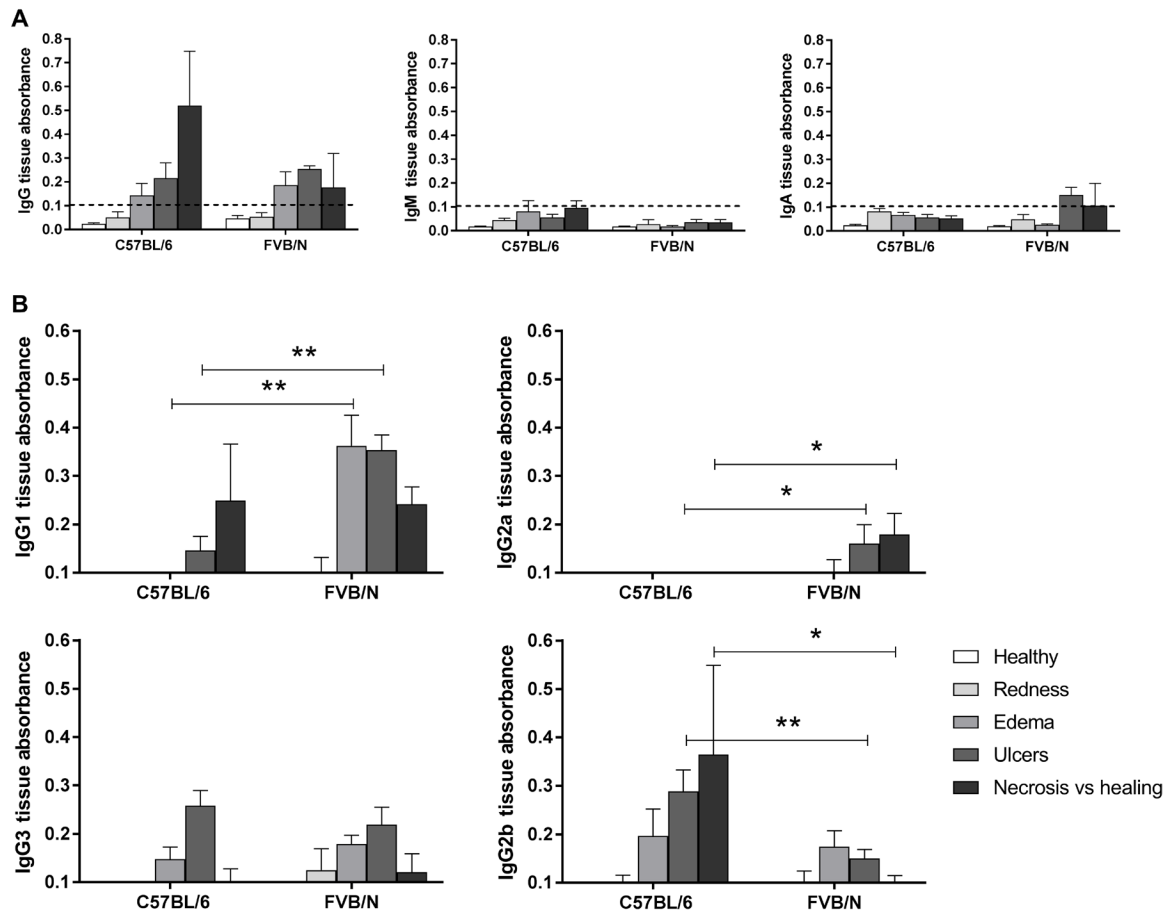 A
IgG tissue absorbance
0.8
0.7
0.6
0.5
0.4
0.3
0.2
0.1
0.0
C57BL/6 FVB/N
IgM tissue absorbance
0.8
0.7
0.6
0.5
0.4
0.3
0.2
0.1
0.0
C57BL/6 FVB/N
IgA tissue absorbance
0.8
0.7
0.6
0.5
0.4
0.3
0.2
0.1
0.0
C57BL/6 FVB/N
B
IgG1 tissue absorbance
0.6
0.5
0.4
0.3
0.2
0.1
**
**
C57BL/6 FVB/N
IgG2a tissue absorbance
0.6
0.5
0.4
0.3
0.2
0.1
*
*
C57BL/6 FVB/N
IgG3 tissue absorbance
0.6
0.5
0.4
0.3
0.2
0.1
C57BL/6 FVB/N
IgG2b tissue absorbance
0.6
0.5
0.4
0.3
0.2
0.1
*
**
C57BL/6 FVB/N
Healthy
Redness
Edema
Ulcers
Necrosis vs healing